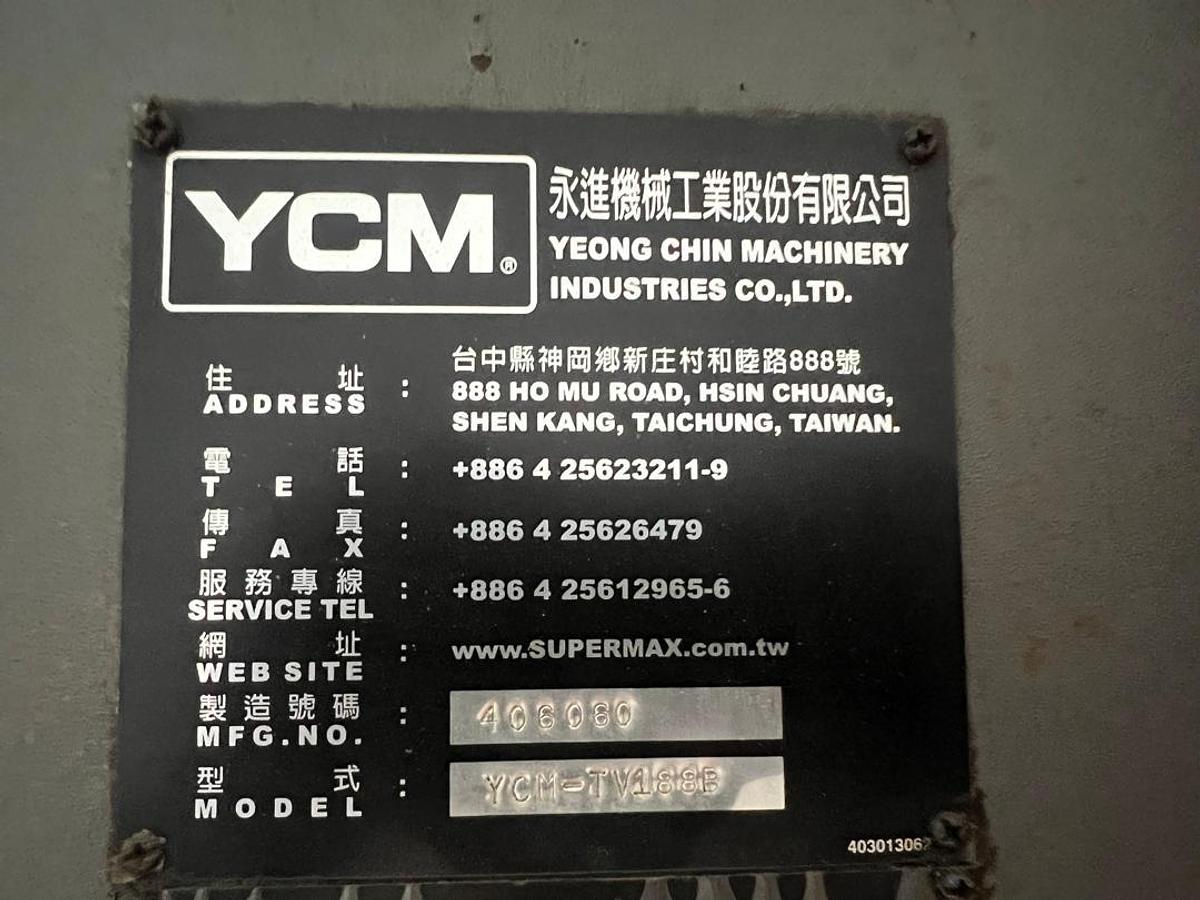 YCM®
永進機械工業股份有限公司
YEONG CHIN MACHINERY
INDUSTRIES CO.,LTD.
住址 : 台中縣神岡鄉新庄村和睦路888號
ADDRESS 888 HO MU ROAD, HSIN CHUANG,
SHEN KANG, TAICHUNG, TAIWAN.
電話 : +886 4 25623211-9
TEL
傳真 : +886 4 25626479
FAX
服務專線 : +886 4 25612965-6
SERVICE TEL
網址 : www.SUPERMAX.com.tw
WEB SITE
製造號碼 : 406060
MFG.NO.
型式 : YCM-TV188B
MODEL